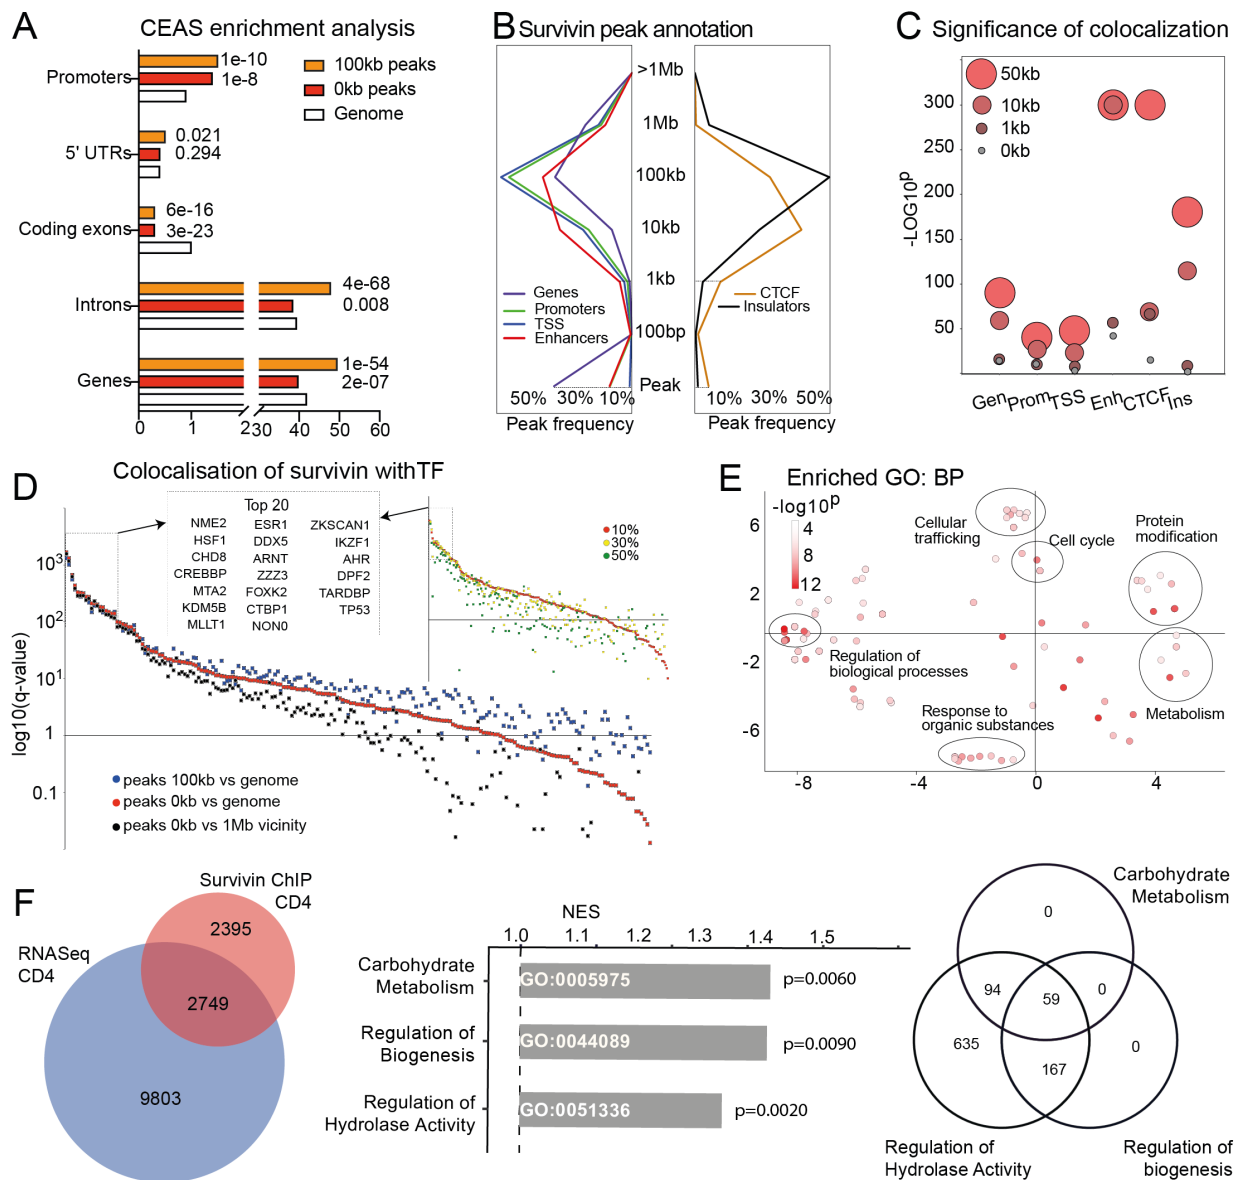 A
CEAS enrichment analysis
Promoters
5' UTRs
Coding exons
Introns
Genes
1e-10
1e-8
0.021
0.294
6e-16
3e-23
4e-68
0.008
1e-54
2e-07
100kb peaks
0kb peaks
Genome
0 1 2 30 40 50 60
B
Survivin peak annotation
>1Mb
1Mb
100kb
10kb
1kb
100bp
Peak
Genes
Promoters
TSS
Enhancers
CTCF
Insulators
50% 30% 10%
10% 30% 50%
Peak frequency
Peak frequency
C
Significance of colocalization
50kb
10kb
1kb
0kb
-LOG10p
300
250
200
150
100
50
Gen Prom TSS Enh CTCF Ins
D
Colocalisation of survivin withTF
log10(q-value)
103
102
101
1
0.1
Top 20
NME2 ESR1 ZKSCAN1
HSF1 DDX5 IKZF1
CHD8 ARNT AHR
CREBBP ZZZ3 DPF2
MTA2 FOXK2 TARDBP
KDM5B CTBP1 TP53
MLLT1 NON0
10%
30%
50%
peaks 100kb vs genome
peaks 0kb vs genome
peaks 0kb vs 1Mb vicinity
E
Enriched GO: BP
-log10p
4
8
12
6
2
-2
-6
-8 -4 0 4
Cellular
trafficking
Cell cycle
Protein
modification
Regulation of
biological processes
Metabolism
Response to
organic substances
F
Survivin ChIP
CD4
RNASeq
CD4
2395
2749
9803
NES
1.0 1.1 1.2 1.3 1.4 1.5
Carbohydrate
Metabolism
GO:0005975
p=0.0060
Regulation of
Biogenesis
GO:0044089
p=0.0090
Regulation of
Hydrolase Activity
GO:0051336
p=0.0020
Carbohydrate
Metabolism
0
94
59
0
635
167
0
Regulation of
Hydrolase Activity
Regulation of
biogenesis